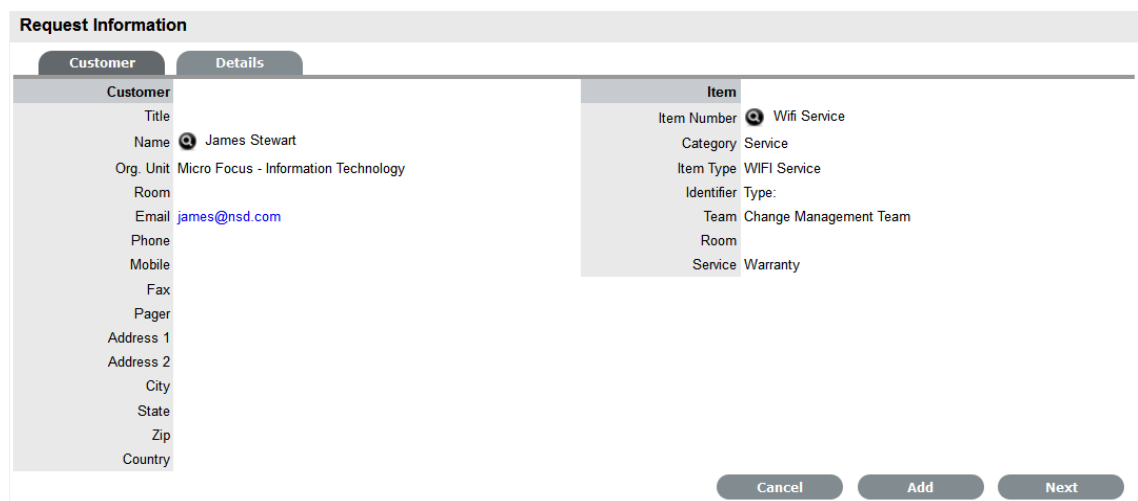 Request Information
Customer Details
Customer
Title
Name James Stewart
Org. Unit Micro Focus - Information Technology
Room
Email james@nsd.com
Phone
Mobile
Fax
Pager
Address 1
Address 2
City
State
Zip
Country
Item
Item Number Wifi Service
Category Service
Item Type WIFI Service
Identifier Type:
Team Change Management Team
Room
Service Warranty
Cancel Add Next